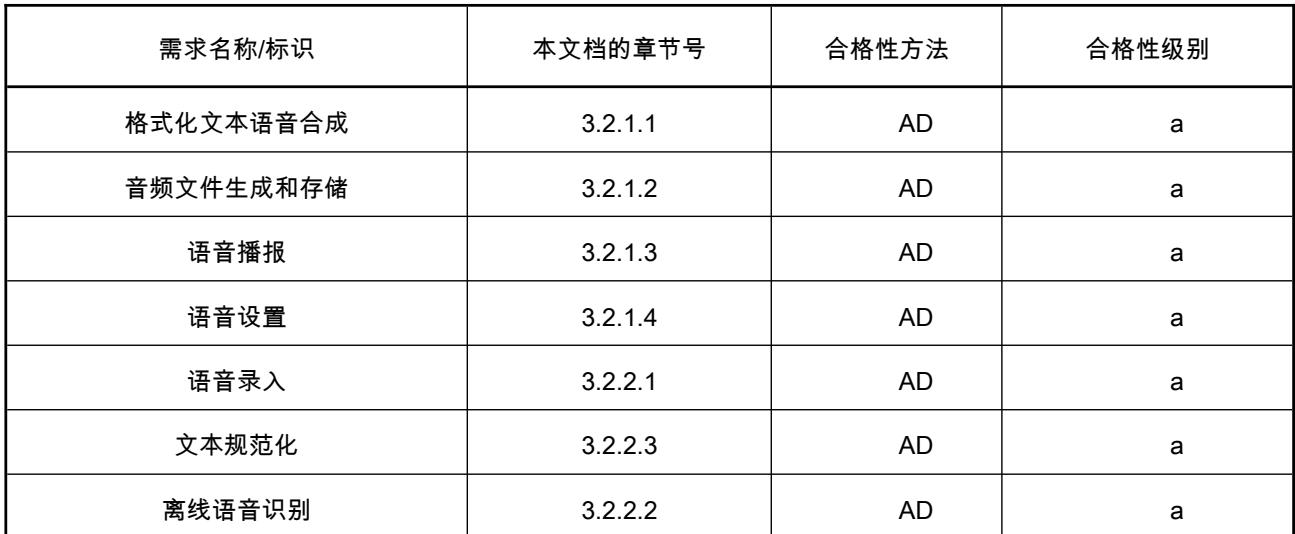 需求名称/标识 本文档的章节号 合格性方法 合格性级别
格式化文本语音合成 3.2.1.1 AD a
音频文件生成和存储 3.2.1.2 AD a
语音播报 3.2.1.3 AD a
语音设置 3.2.1.4 AD a
语音录入 3.2.2.1 AD a
文本规范化 3.2.2.3 AD a
离线语音识别 3.2.2.2 AD a